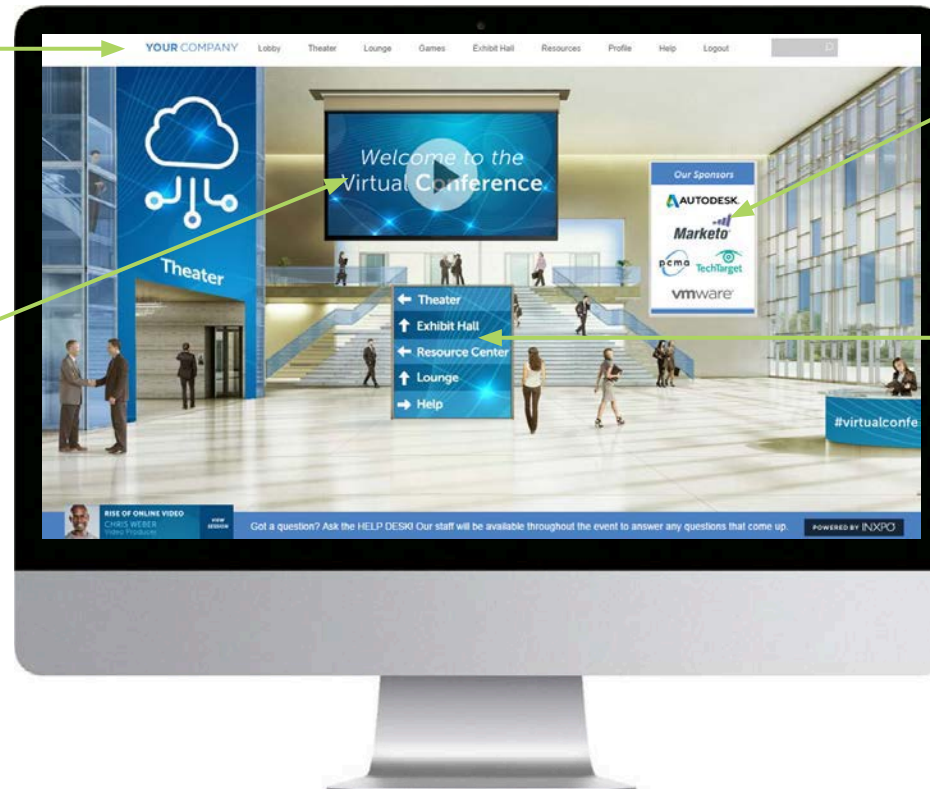 YOUR COMPANY Lobby Theater Lounge Games Exhibit Hall Resources Profile Help Logout
Welcome to the
Virtual Conference
Our Sponsors
AUTODESK.
Marketo
pcma TechTarget
vmware
Theater
Theater
Exhibit Hall
Resource Center
Lounge
Help
#virtualconfe
RISE OF ONLINE VIDEO
CHRIS WEBER
Video Producer
VIEW
SESSION
Got a question? Ask the HELP DESK! Our staff will be available throughout the event to answer any questions that come up.
POWERED BY INXPO